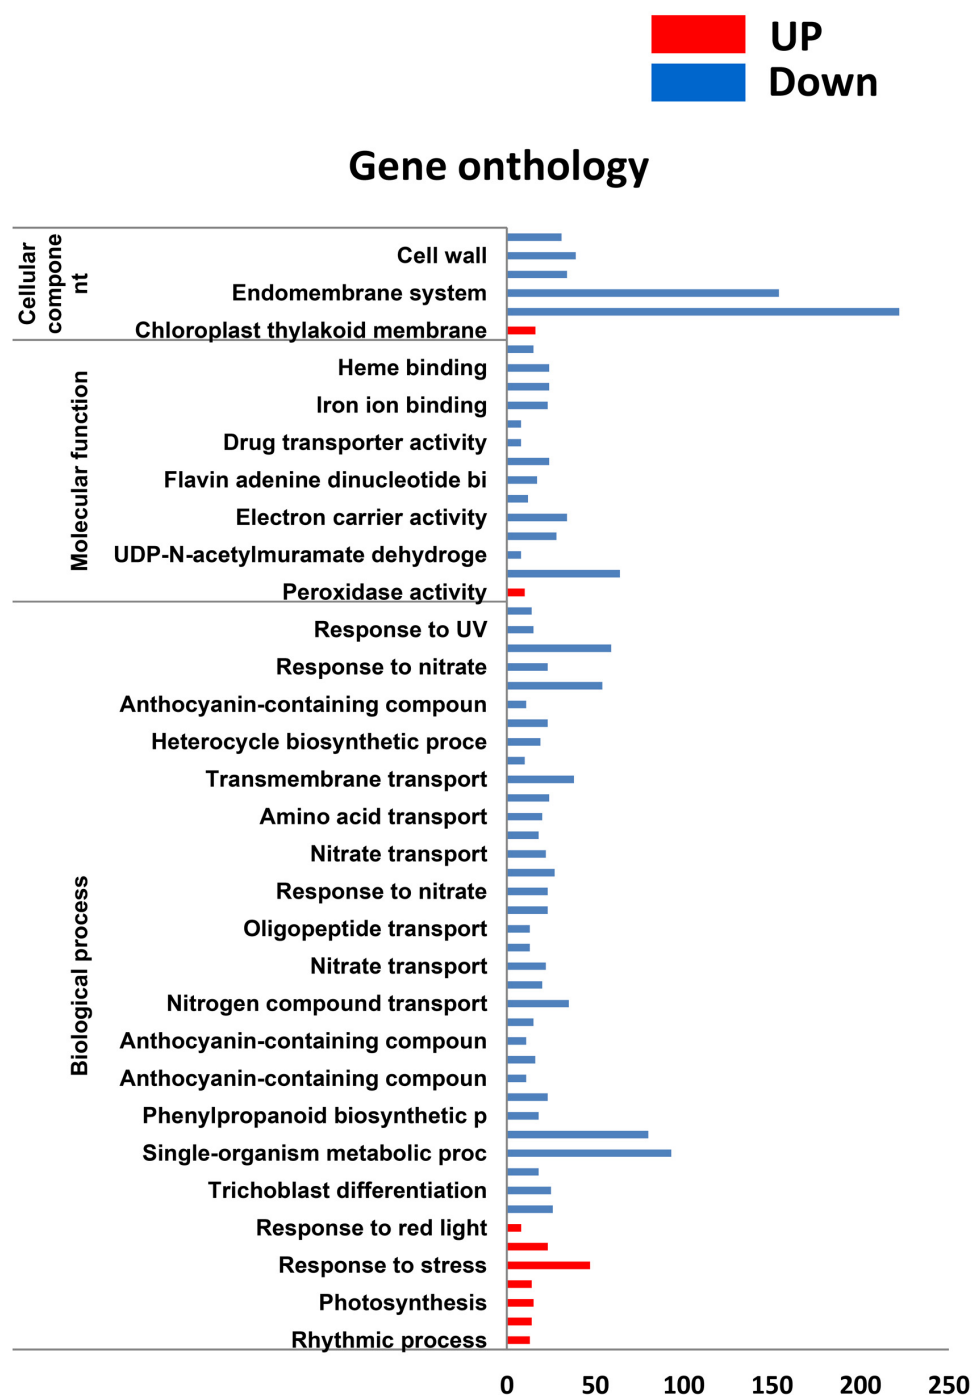 UP
Down
Gene onthology
Cellular
compone
nt
Cell wall
Endomembrane system
Chloroplast thylakoid membrane
Molecular function
Heme binding
Iron ion binding
Drug transporter activity
Flavin adenine dinucleotide bi
Electron carrier activity
UDP-N-acetylmuramate dehydroge
Peroxidase activity
Biological process
Response to UV
Response to nitrate
Anthocyanin-containing compoun
Heterocycle biosynthetic proce
Transmembrane transport
Amino acid transport
Nitrate transport
Response to nitrate
Oligopeptide transport
Nitrate transport
Nitrogen compound transport
Anthocyanin-containing compoun
Anthocyanin-containing compoun
Phenylpropanoid biosynthetic p
Single-organism metabolic proc
Trichoblast differentiation
Response to red light
Response to stress
Photosynthesis
Rhythmic process
0 50 100 150 200 250